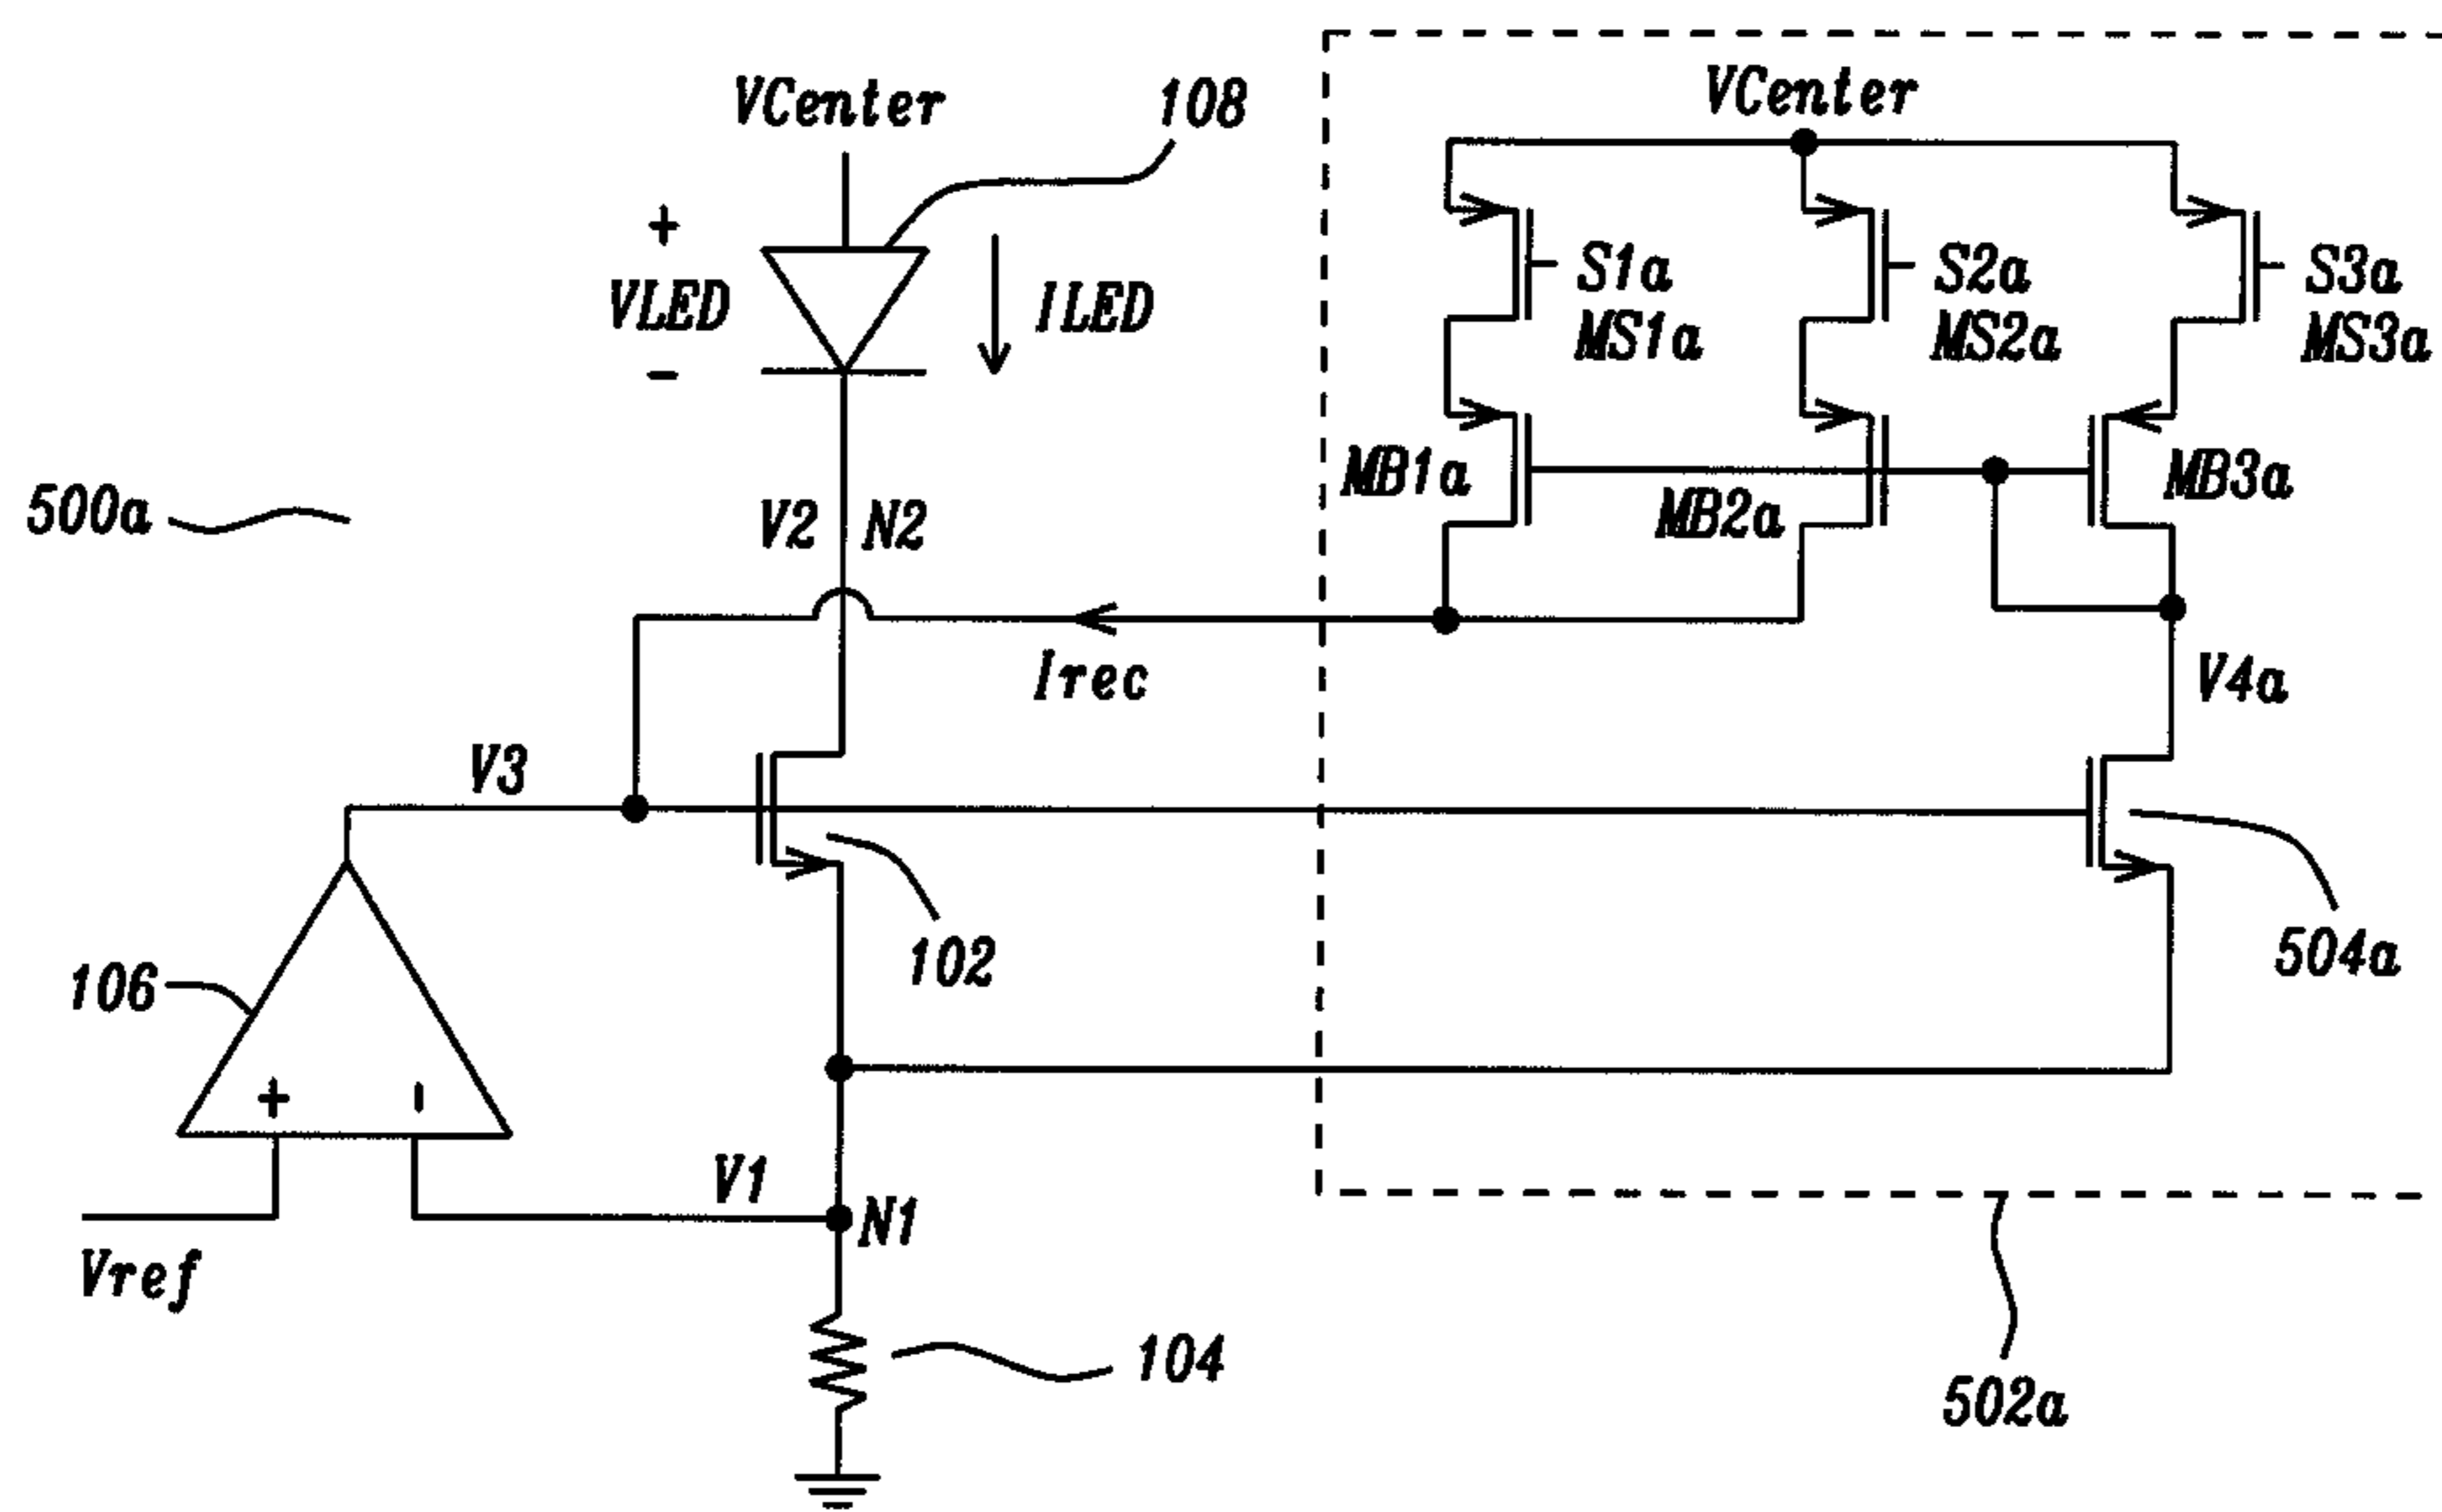 VCenter
108
VCenter
+
VLED
-
ILED
S1a
MS1a
S2a
MS2a
S3a
MS3a
MB1a
MB2a
MB3a
500a
V2
N2
Irec
V4a
V3
102
504a
106
+
-
V1
N1
Vref
104
502a